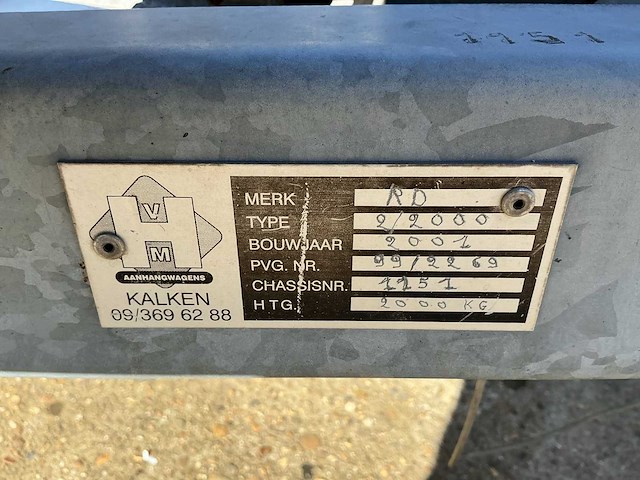 1151
V
M
AANHANGWAGENS
KALKEN
09/369 62 88
MERK RD
TYPE 2/2000
BOUWJAAR 2001
PVG. NR. 99/2269
CHASSISNR. 1151
HTG. 2000 KG